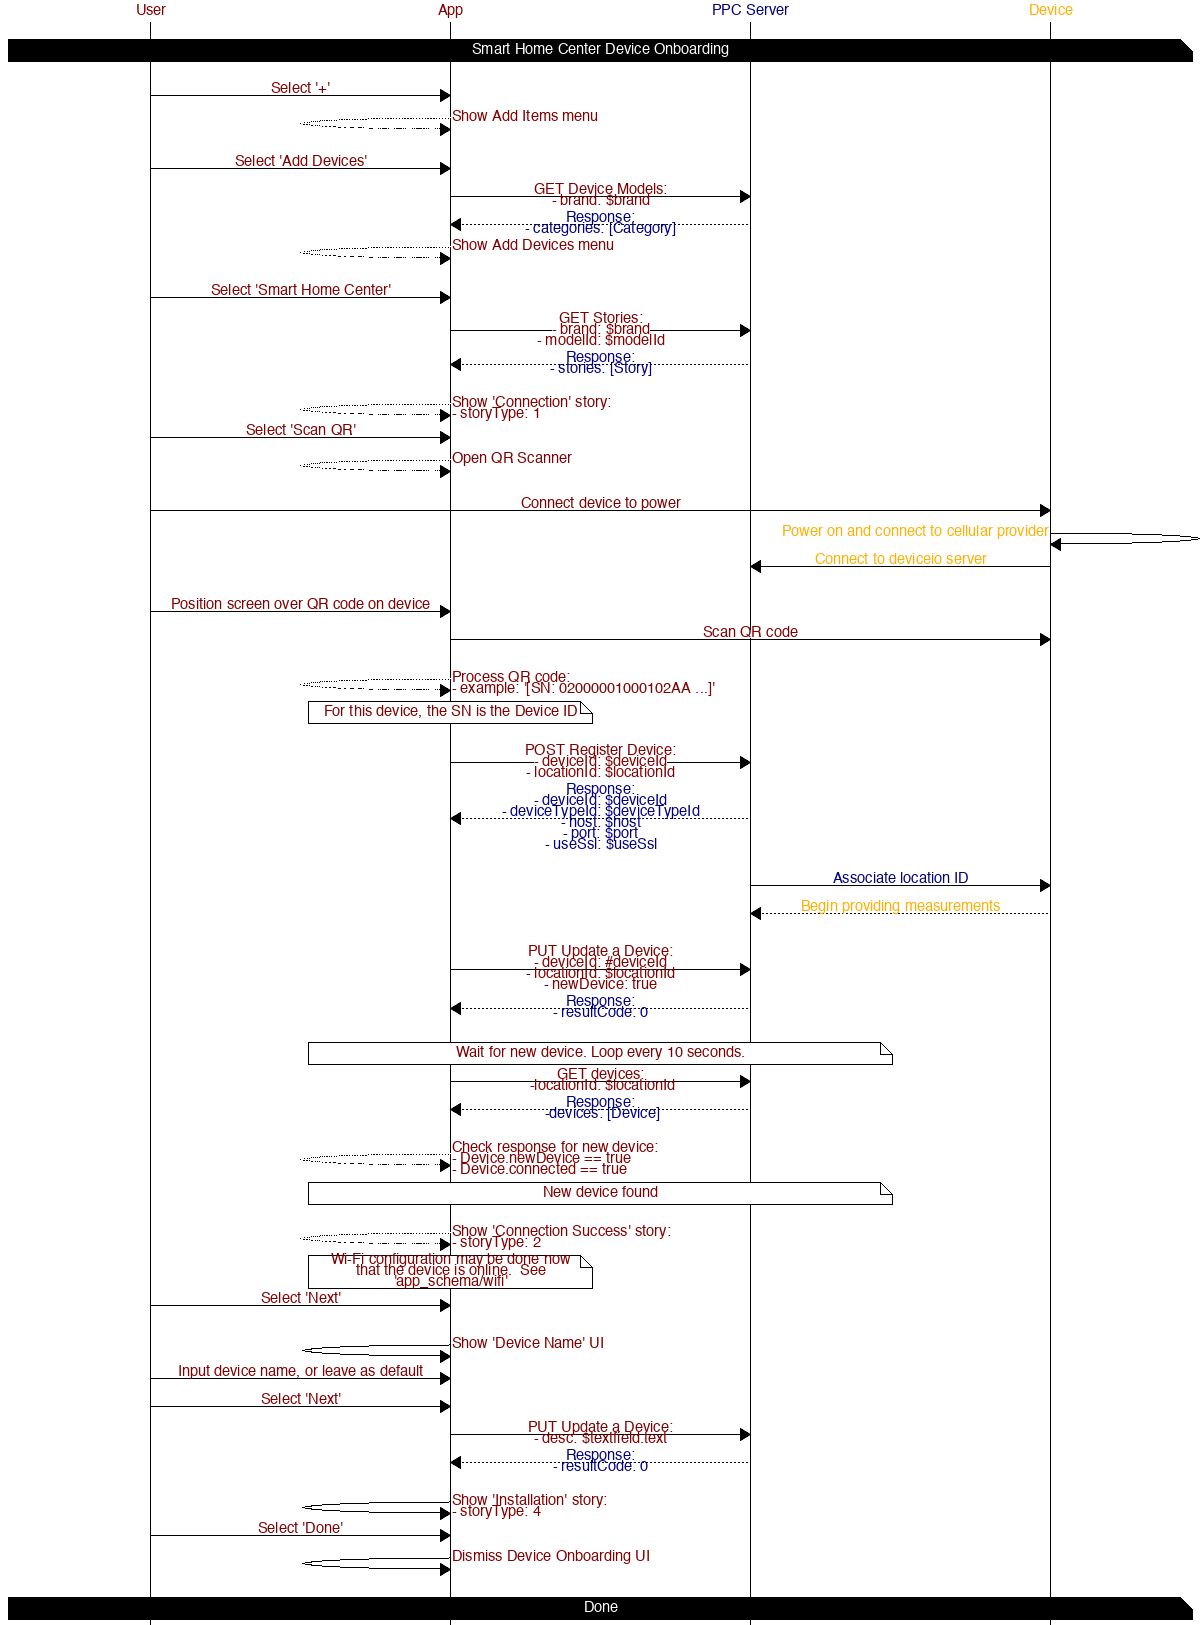 User
App
PPC Server
Device
Smart Home Center Device Onboarding
Select '+'
Show Add Items menu
Select 'Add Devices'
GET Device Models:
- brand: $brand
Response:
- categories: [Category]
Show Add Devices menu
Select 'Smart Home Center'
GET Stories:
- brand: $brand
- modelId: $modelId
Response:
- stories: [Story]
Show 'Connection' story:
- storyType: 1
Select 'Scan QR'
Open QR Scanner
Connect device to power
Power on and connect to cellular provider
Connect to deviceio server
Position screen over QR code on device
Scan QR code
Process QR code:
- example: '[SN: 02000001000102AA ...]'
For this device, the SN is the Device ID
POST Register Device:
- deviceId: $deviceId
- locationId: $locationId
Response:
- deviceId: $deviceId
- deviceTypeId: $deviceTypeId
- host: $host
- port: $port
- useSsl: $useSsl
Associate location ID
Begin providing measurements
PUT Update a Device:
- deviceId: #deviceId
- locationId: $locationId
- newDevice: true
Response:
- resultCode: 0
Wait for new device. Loop every 10 seconds.
GET devices:
-locationId: $locationId
Response:
-devices: [Device]
Check response for new device:
- Device.newDevice == true
- Device.connected == true
New device found
Show 'Connection Success' story:
- storyType: 2
Wi-Fi configuration may be done now
that the device is online.  See
'app_schema/wifi'
Select 'Next'
Show 'Device Name' UI
Input device name, or leave as default
Select 'Next'
PUT Update a Device:
- desc: $textfield.text
Response:
- resultCode: 0
Show 'Installation' story:
- storyType: 4
Select 'Done'
Dismiss Device Onboarding UI
Done